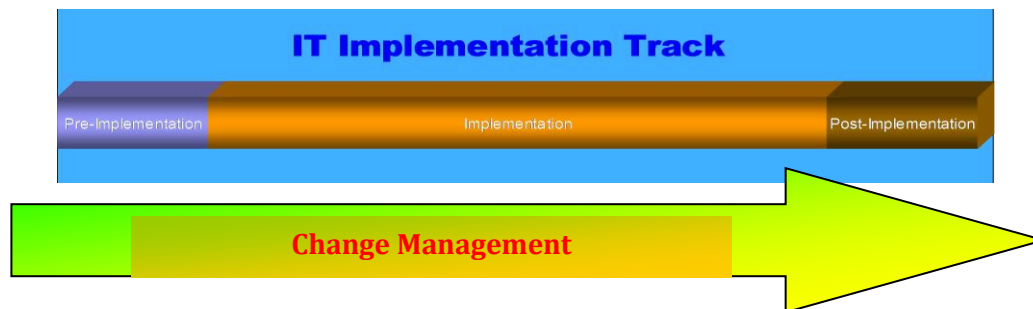 IT Implementation Track
Pre-Implementation Implementation Post-Implementation
Change Management